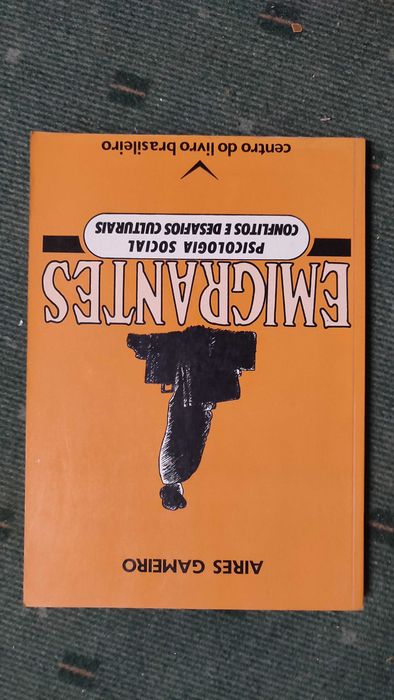 AIRES GAMEIRO
EMIGRANTES
PSICOLOGIA SOCIAL
CONFLITOS E DESAFIOS CULTURAIS
centro do livro brasileiro